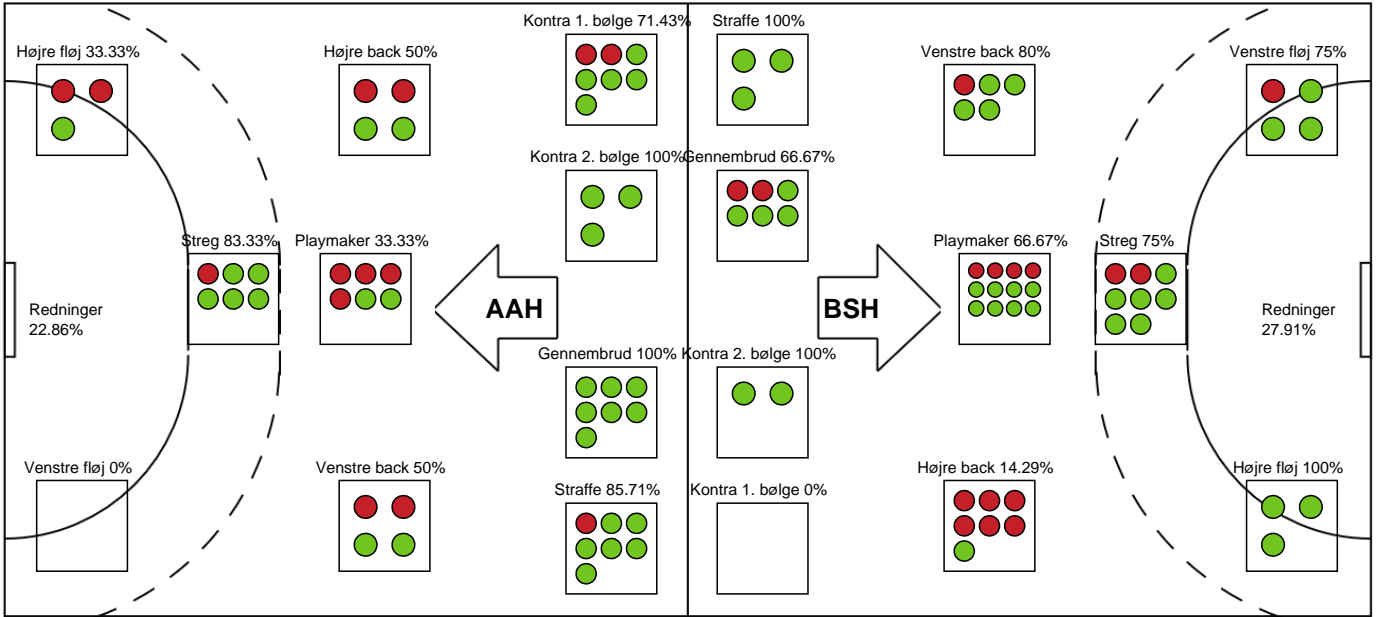 Kontra 1. bølge 71.43%
Straffe 100%
Højre fløj 33.33%
Højre back 50%
Venstre back 80%
Venstre fløj 75%
Kontra 2. bølge 100%
Gennembrud 66.67%
Streg 83.33%
Playmaker 33.33%
Playmaker 66.67%
Streg 75%
Redninger
22.86%
AAH
BSH
Redninger
27.91%
Gennembrud 100%
Kontra 2. bølge 100%
Venstre fløj 0%
Venstre back 50%
Højre back 14.29%
Højre fløj 100%
Straffe 85.71%
Kontra 1. bølge 0%